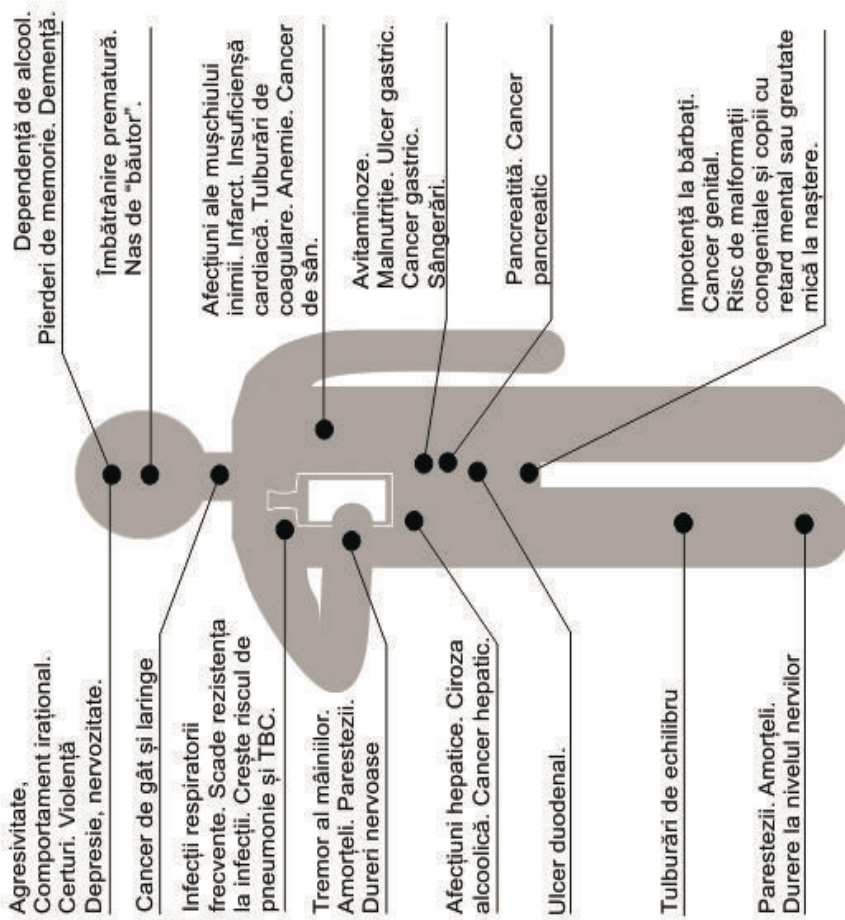 Agresivitate,
Comportament irațional.
Certuri. Violență
Depresie, nervozitate.
Cancer de gât și laringe
Infecții respiratorii
frecvente. Scade rezistența
la infecții. Crește riscul de
pneumonie și TBC.
Tremor al mâiniilor.
Amorțeli. Parestezii.
Dureri nervoase
Afecțiuni hepatice. Ciroza
alcoolică. Cancer hepatic.
Ulcer duodenal.
Tulburări de echilibru
Parestezii. Amorțeli.
Durere la nivelul nervilor
Dependență de alcool.
Pierderi de memorie. Demență.
Îmbătrânire prematură.
Nas de "băutor".
Afecțiuni ale mușchiului
inimii. Infarct. Insuficiensă
cardiacă. Tulburări de
coagulare. Anemie. Cancer
de sân.
Avitaminoze.
Malnutriție. Ulcer gastric.
Cancer gastric.
Sângerări.
Pancreatită. Cancer
pancreatic
Impotență la bărbați.
Cancer genital.
Risc de malformații
congenitale și copii cu
retard mental sau greutate
mică la naștere.